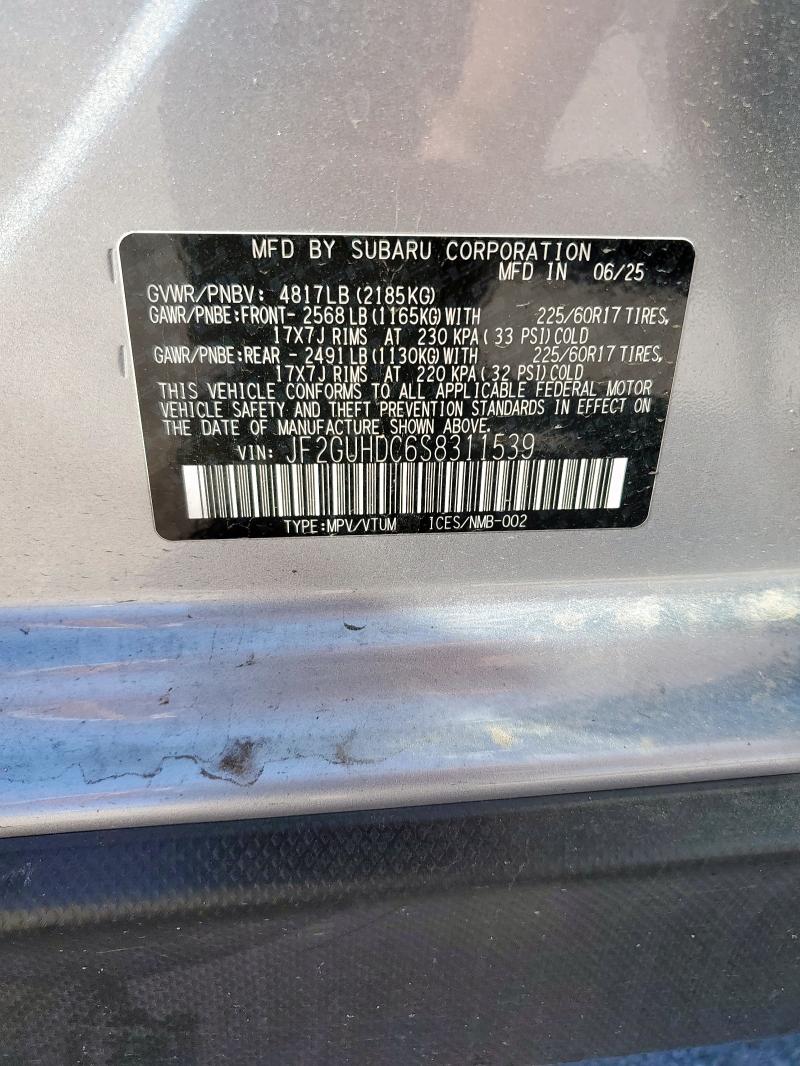 MFD BY SUBARU CORPORATION
MFD IN 06/25
GVWR/PNBV: 4817LB (2185KG)
GAWR/PNBE:FRONT- 2568 LB (1165KG) WITH 225/60R17 TIRES,
17X7J RIMS AT 230 KPA ( 33 PSI) COLD
GAWR/PNBE:REAR - 2491 LB (1130KG) WITH 225/60R17 TIRES,
17X7J RIMS AT 220 KPA ( 32 PSI) COLD
THIS VEHICLE CONFORMS TO ALL APPLICABLE FEDERAL MOTOR
VEHICLE SAFETY AND THEFT PREVENTION STANDARDS IN EFFECT ON
THE DATE OF MANUFACTURE SHOWN ABOVE.
VIN: JF2GUHDC6S8311539
TYPE:MPV/VTUM ICES/NMB-002